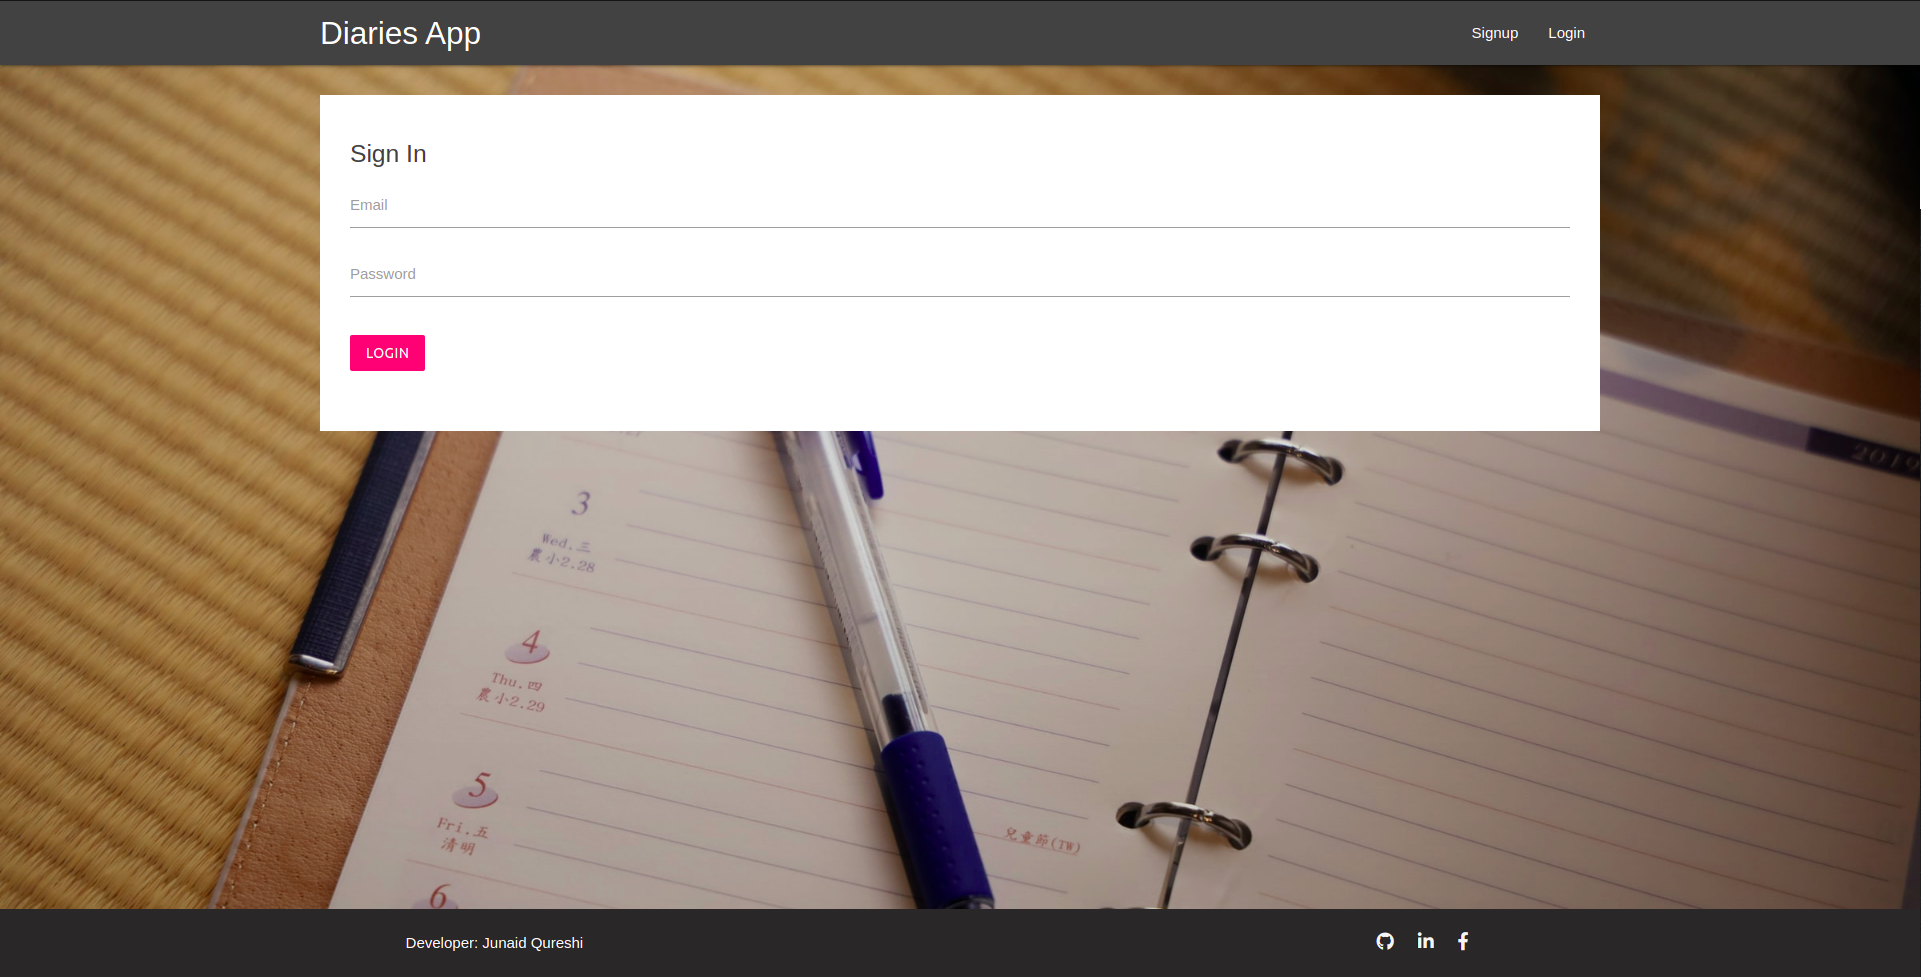 Diaries App
Signup
Login
Sign In
Email
Password
LOGIN
2019
3
Wed.三
農小2.28
4
Thu.四
農小2.29
5
Fri.五
清明
兒童節(TW)
6
Developer: Junaid Qureshi